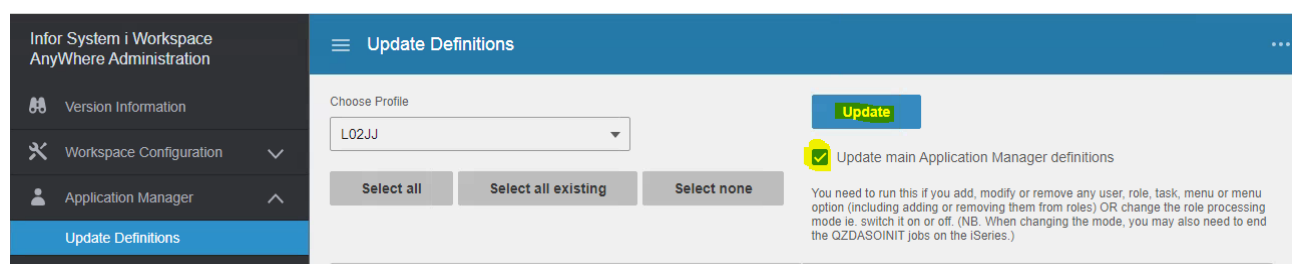 Infor System i Workspace
AnyWhere Administration
Update Definitions
Version Information
Workspace Configuration
Application Manager
Update Definitions
Choose Profile
L02JJ
Select all
Select all existing
Select none
Update
Update main Application Manager definitions
You need to run this if you add, modify or remove any user, role, task, menu or menu
option (including adding or removing them from roles) OR change the role processing
mode ie. switch it on or off. (NB. When changing the mode, you may also need to end
the QZDASOINIT jobs on the iSeries.)